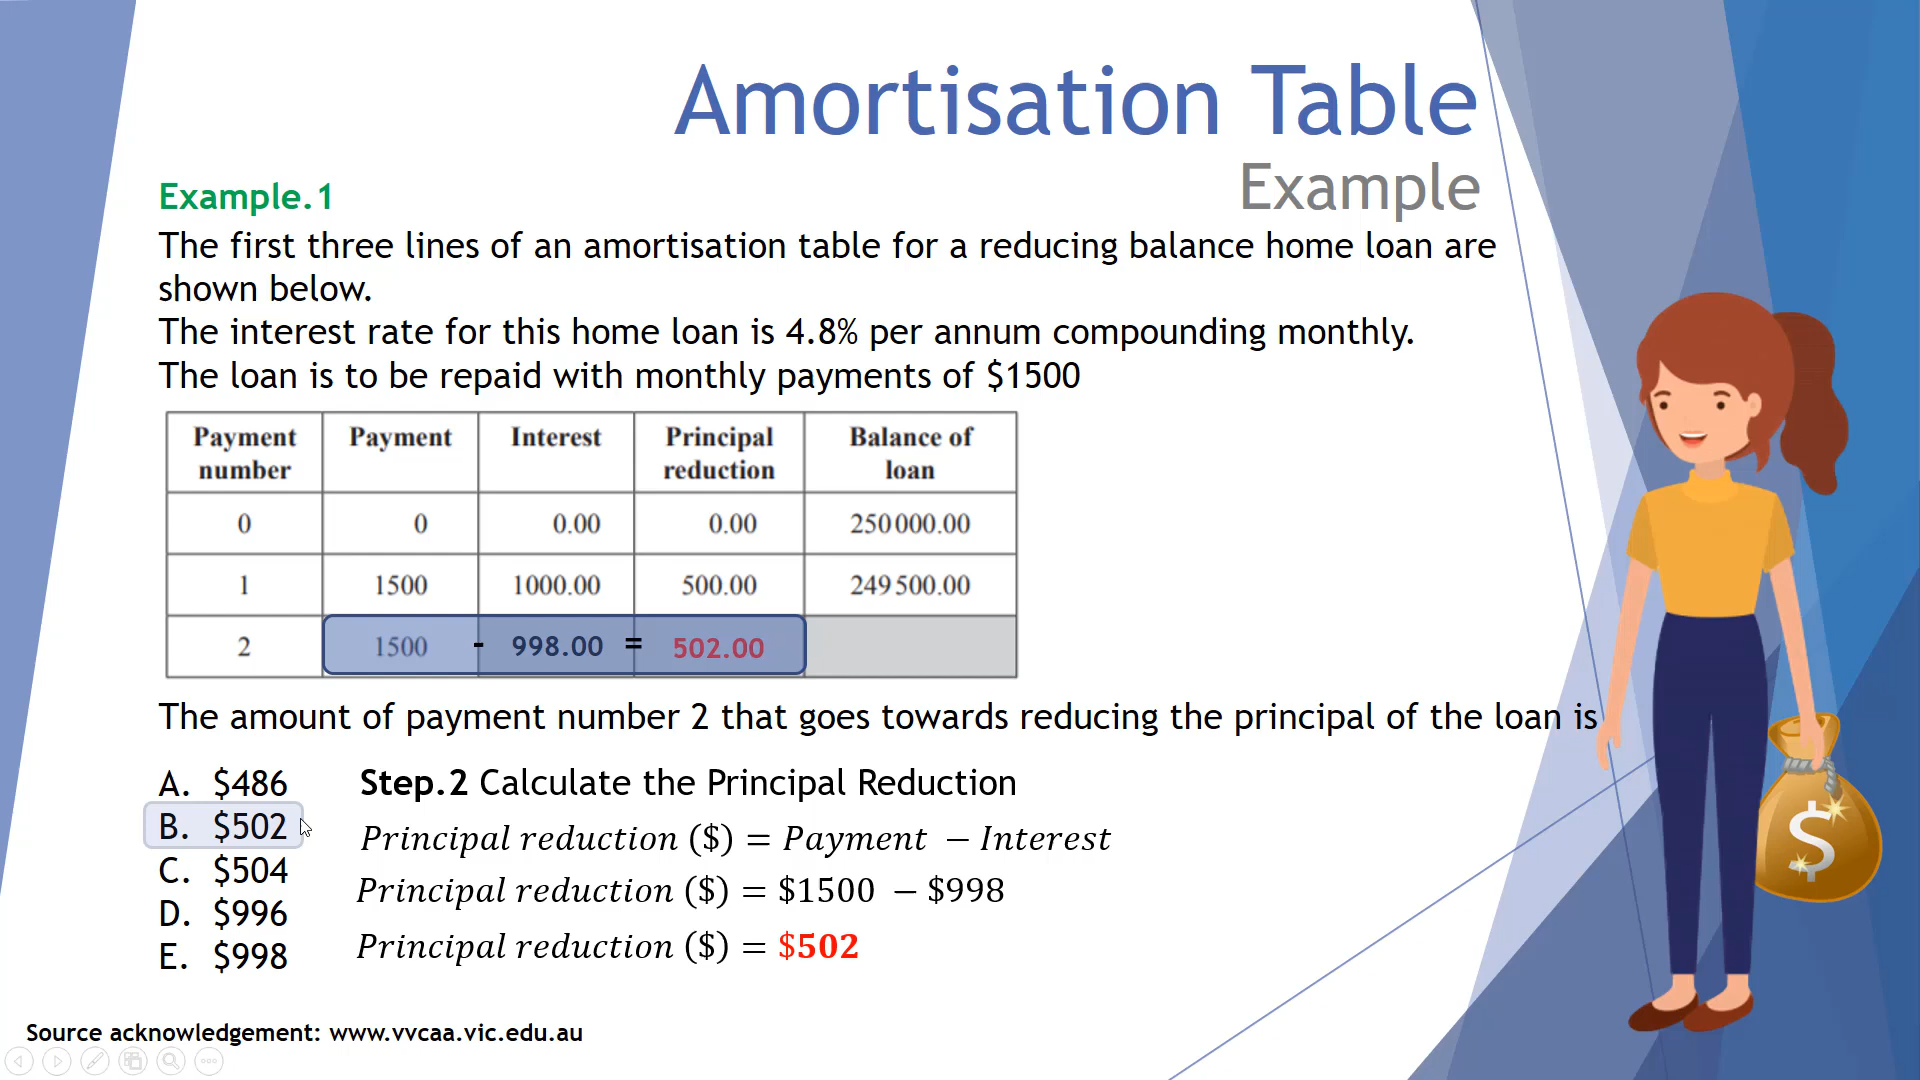 Amortisation Table
Example
Example.1
The first three lines of an amortisation table for a reducing balance home loan are
shown below.
The interest rate for this home loan is 4.8% per annum compounding monthly.
The loan is to be repaid with monthly payments of $1500
Payment number Payment Interest Principal reduction Balance of loan
0 0 0.00 0.00 250 000.00
1 1500 1000.00 500.00 249 500.00
2 1500 - 998.00 = 502.00
The amount of payment number 2 that goes towards reducing the principal of the loan is
A. $486
B. $502
C. $504
D. $996
E. $998
Step.2 Calculate the Principal Reduction
Principal reduction ($) = Payment − Interest
Principal reduction ($) = $1500 − $998
Principal reduction ($) = $502
$
Source acknowledgement: www.vvcaa.vic.edu.au